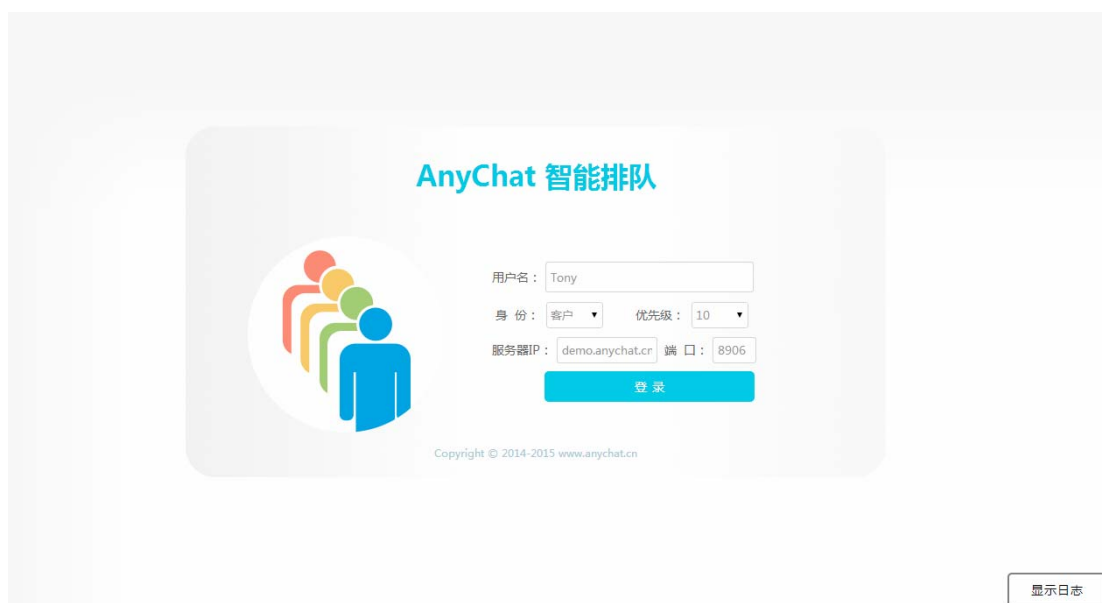 AnyChat 智能排队
用户名： Tony
身 份： 客户 优先级： 10
服务器IP： demo.anychat.cn 端 口： 8906
登 录
Copyright © 2014-2015 www.anychat.cn
显示日志